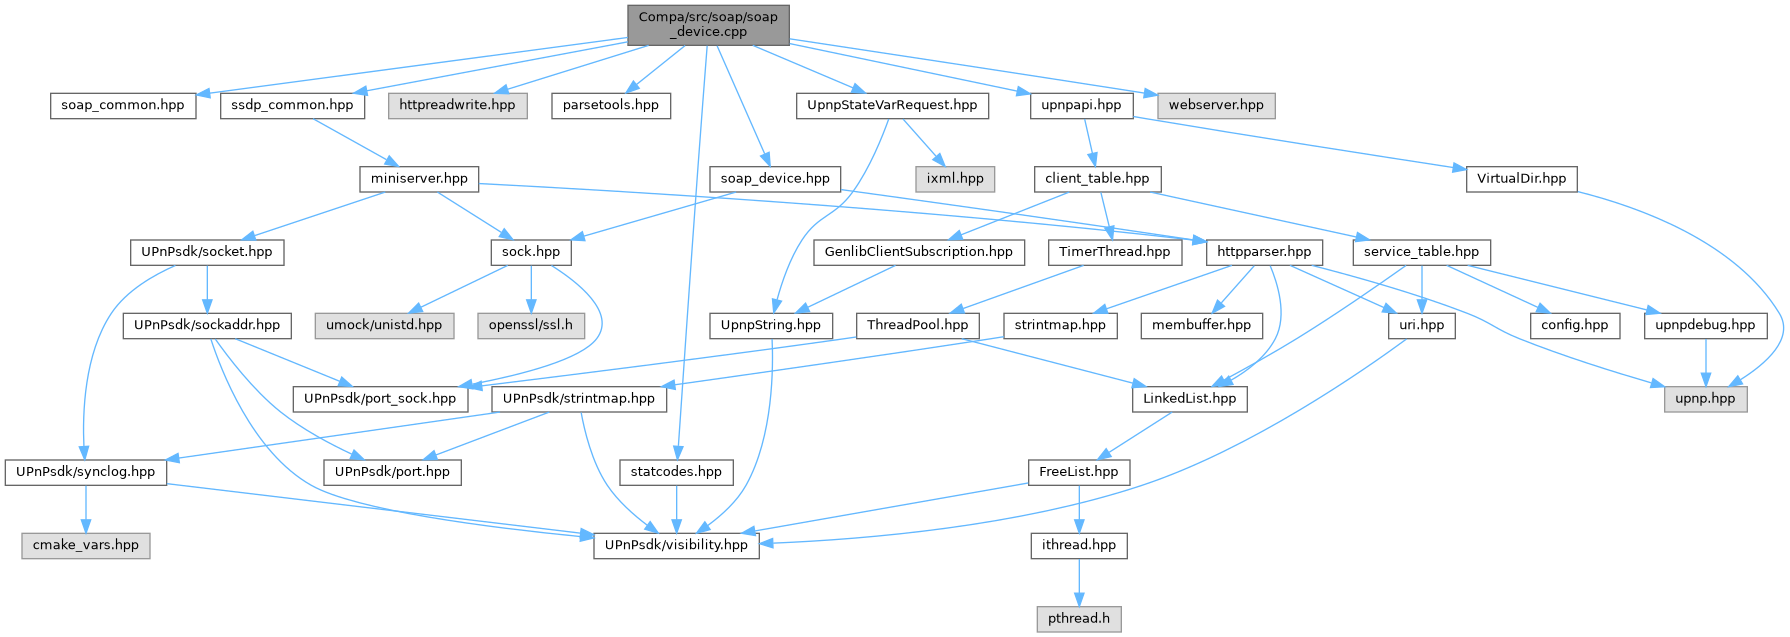 Compa/src/soap/soap
_device.cpp
soap_common.hpp
ssdp_common.hpp
httpreadwrite.hpp
parsetools.hpp
UpnpStateVarRequest.hpp
upnpapi.hpp
webserver.hpp
miniserver.hpp
soap_device.hpp
ixml.hpp
client_table.hpp
VirtualDir.hpp
UPnPsdk/socket.hpp
sock.hpp
GenlibClientSubscription.hpp
TimerThread.hpp
httpparser.hpp
service_table.hpp
UPnPsdk/sockaddr.hpp
umock/unistd.hpp
openssl/ssl.h
UpnpString.hpp
ThreadPool.hpp
strintmap.hpp
membuffer.hpp
uri.hpp
config.hpp
upnpdebug.hpp
UPnPsdk/port_sock.hpp
UPnPsdk/strintmap.hpp
LinkedList.hpp
upnp.hpp
UPnPsdk/synclog.hpp
UPnPsdk/port.hpp
statcodes.hpp
FreeList.hpp
cmake_vars.hpp
UPnPsdk/visibility.hpp
ithread.hpp
pthread.h